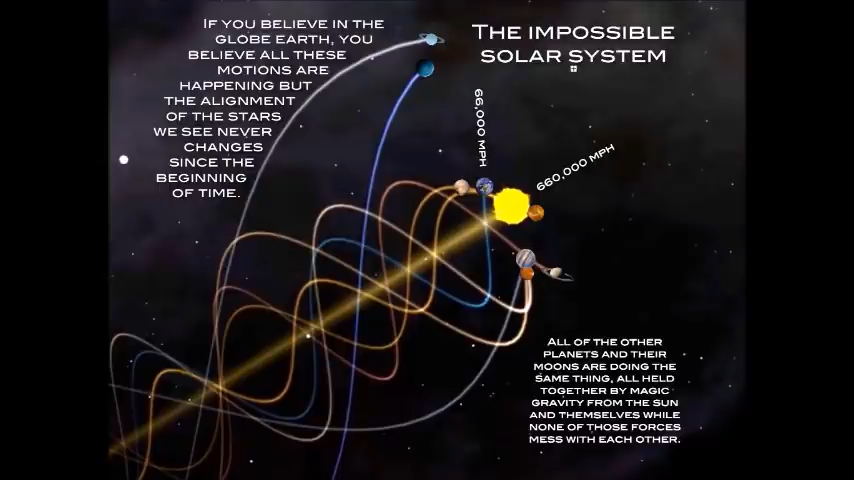 If you believe in the
globe earth, you
believe all these
motions are
happening but
the alignment
of the stars
we see never
changes
since the
beginning
of time.
The impossible
solar system
66,000 mph
660,000 mph
All of the other
planets and their
moons are doing the
same thing, all held
together by magic
gravity from the sun
and themselves while
none of those forces
mess with each other.